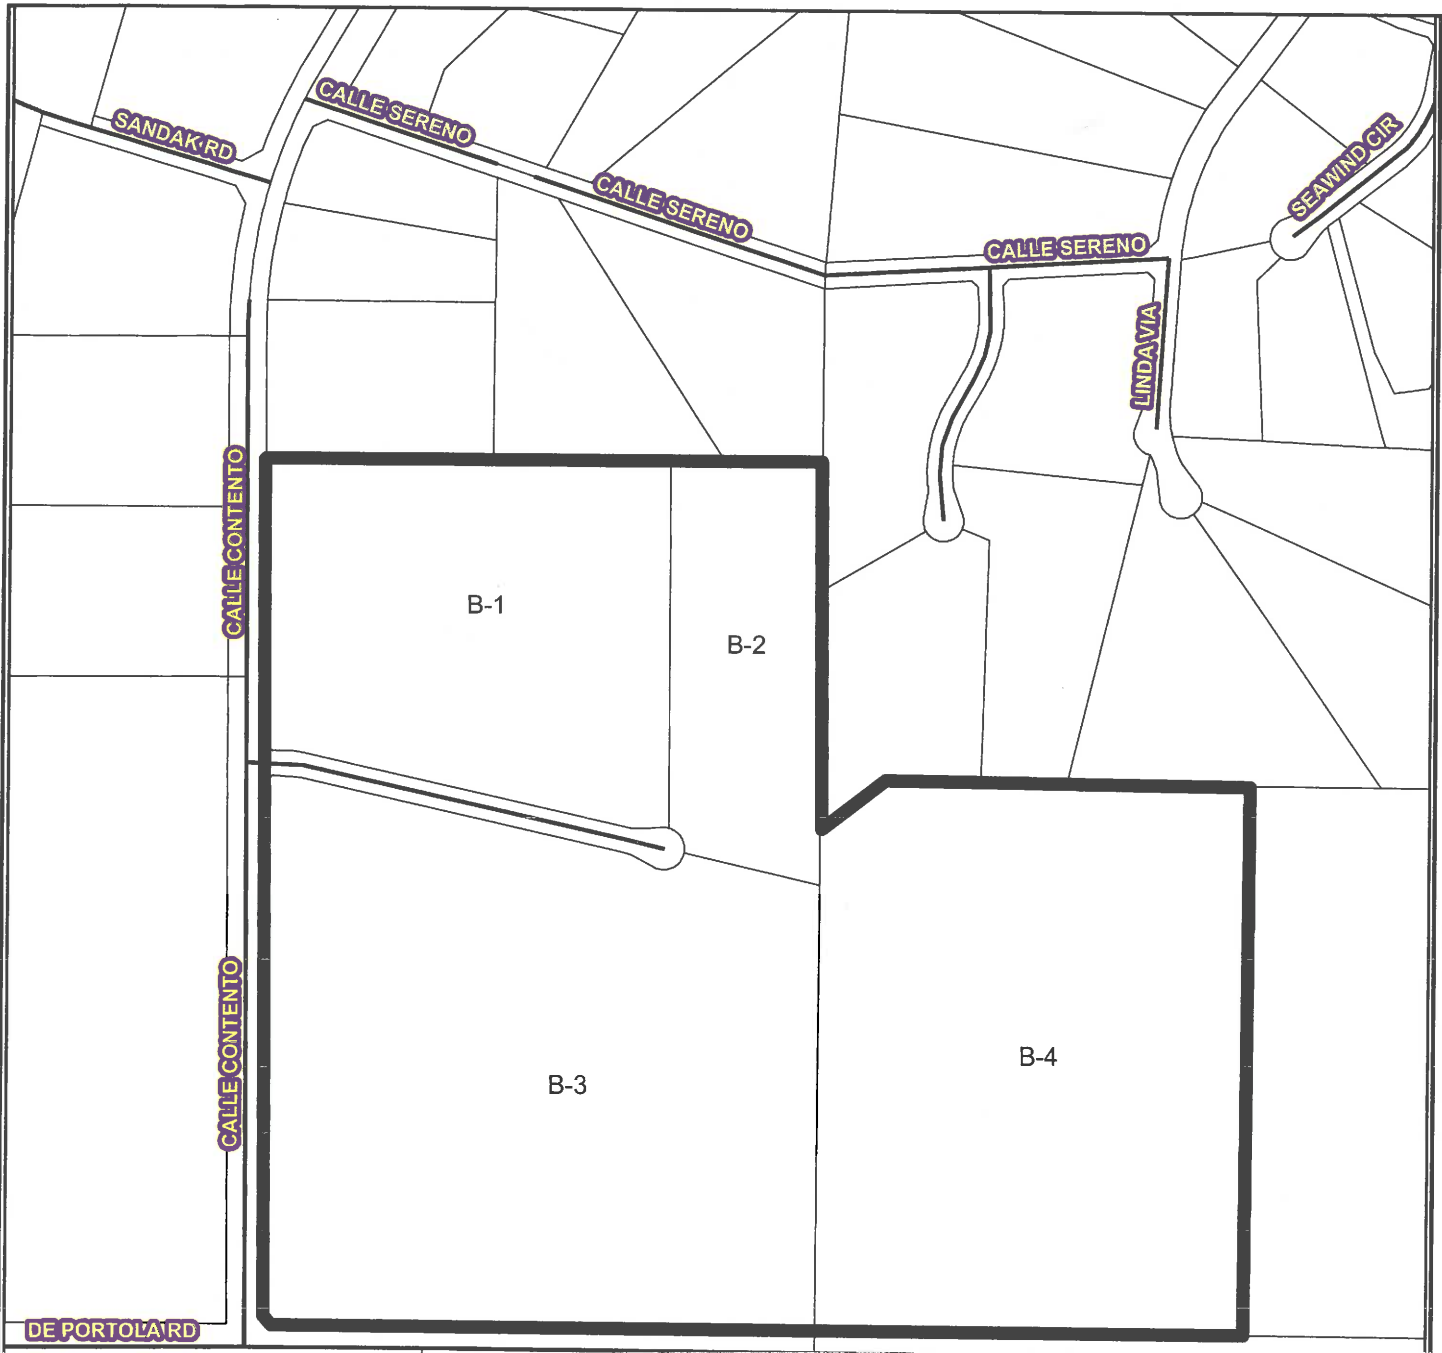 CALLE SERENO
SANDAK RD
SEAWIND CIR
CALLE SERENO
CALLE SERENO
LINDA VIA
CALLE CONTENTO
B-1
B-2
CALLE CONTENTO
B-4
B-3
DE PORTOLA RD